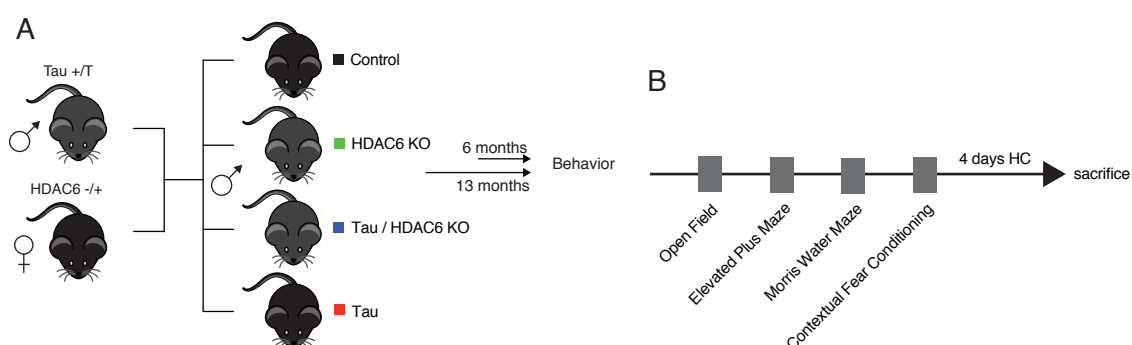 A
Tau +/T
HDAC6 -/+
Control
HDAC6 KO
Tau / HDAC6 KO
Tau
6 months
13 months
Behavior
B
4 days HC
sacrifice
Open Field
Elevated Plus Maze
Morris Water Maze
Contextual Fear Conditioning